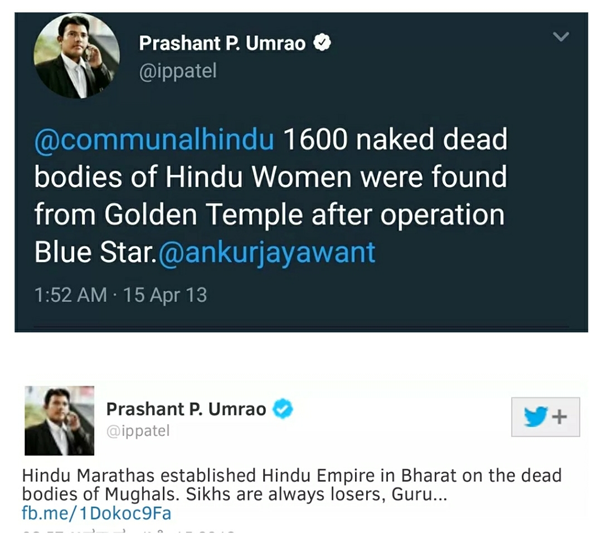 Prashant P. Umrao
@ippatel
@communalhindu 1600 naked dead
bodies of Hindu Women were found
from Golden Temple after operation
Blue Star.@ankurjayawant
1:52 AM · 15 Apr 13
Prashant P. Umrao
@ippatel
Hindu Marathas established Hindu Empire in Bharat on the dead
bodies of Mughals. Sikhs are always losers, Guru...
fb.me/1Dokoc9Fa